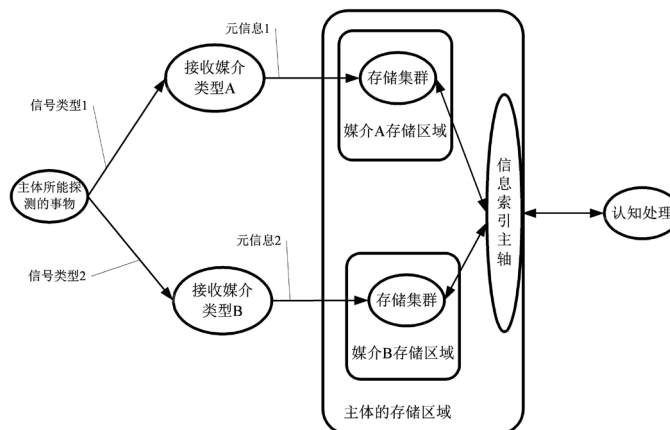 元信息1
接收媒介
类型A
存储集群
媒介A存储区域
信号类型1
主体所能探
测的事物
信息索引主轴
认知处理
元信息2
信号类型2
接收媒介
类型B
存储集群
媒介B存储区域
主体的存储区域